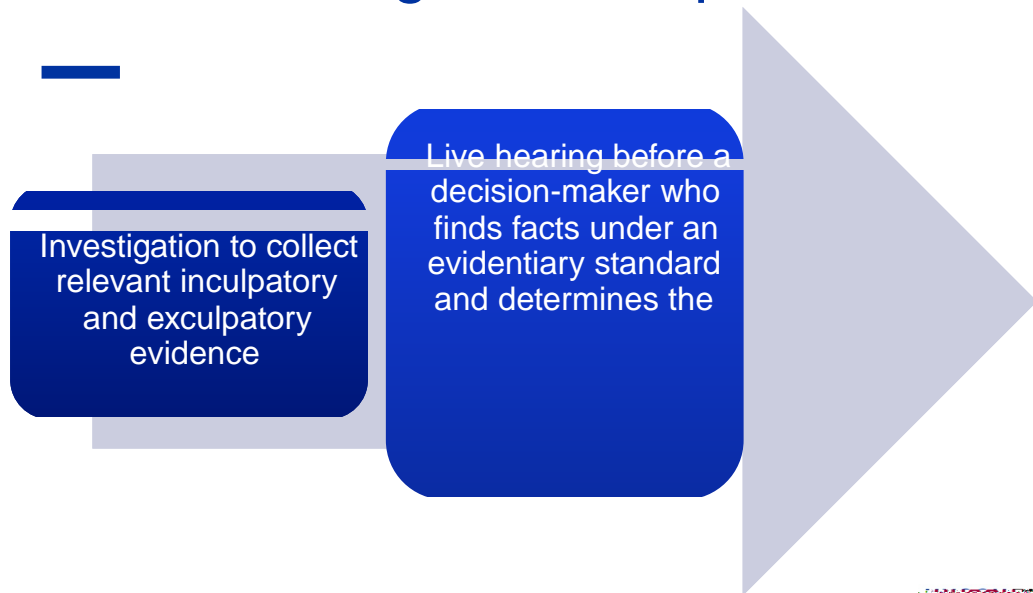 Investigation to collect
relevant inculpatory
and exculpatory
evidence
Live hearing before a
decision-maker who
finds facts under an
evidentiary standard
and determines the